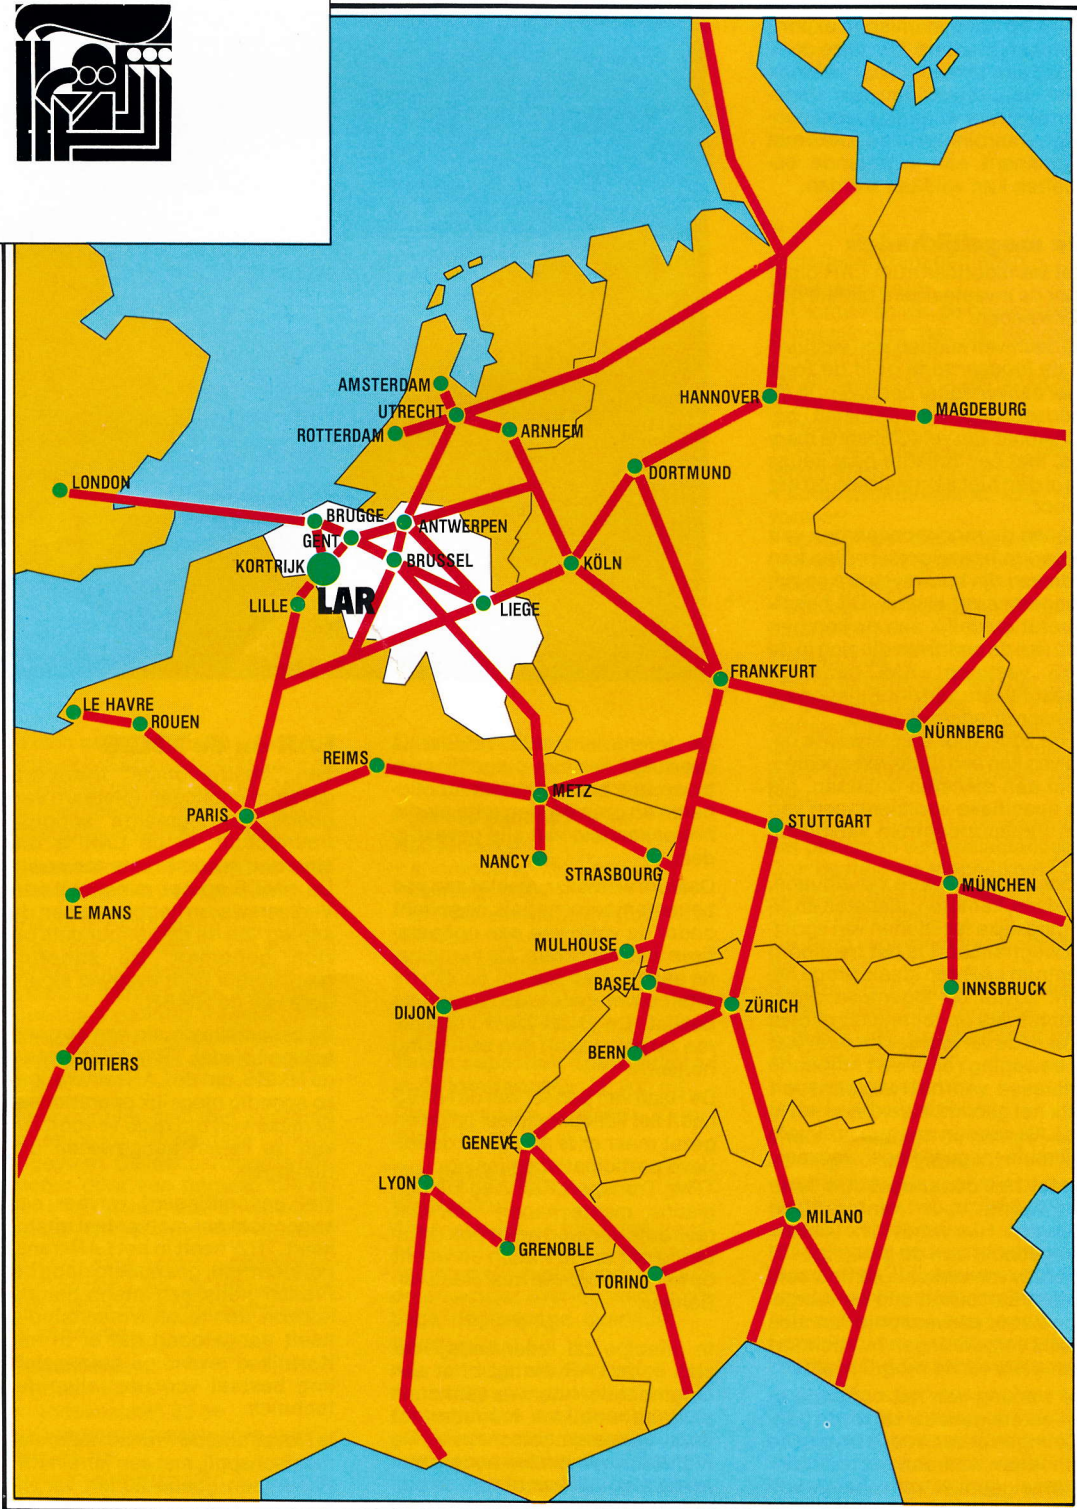 AMSTERDAM
UTRECHT
ROTTERDAM
ARNHEM
HANNOVER
MAGDEBURG
DORTMUND
LONDON
BRUGGE
GENT
ANTWERPEN
KORTRIJK
BRUSSEL
KÖLN
LILLE
LAR
LIEGE
FRANKFURT
LE HAVRE
ROUEN
NÜRNBERG
REIMS
METZ
PARIS
STUTTGART
NANCY
STRASBOURG
MÜNCHEN
LE MANS
MULHOUSE
BASEL
INNSBRUCK
DIJON
ZÜRICH
BERN
POITIERS
GENEVE
LYON
MILANO
GRENOBLE
TORINO